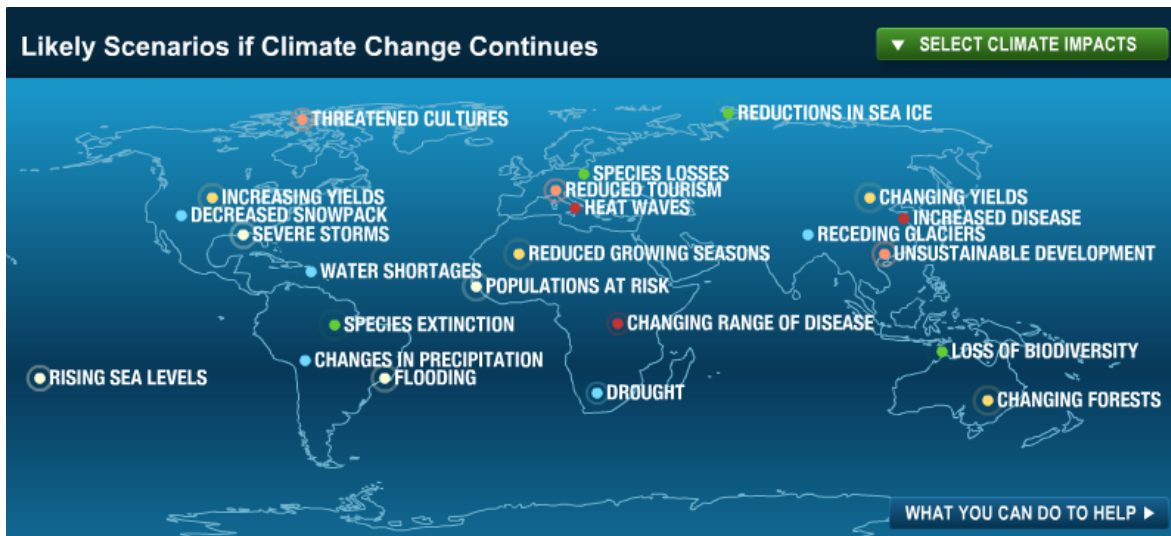 Likely Scenarios if Climate Change Continues
SELECT CLIMATE IMPACTS
REDUCTIONS IN SEA ICE
THREATENED CULTURES
SPECIES LOSSES
REDUCED TOURISM
INCREASING YIELDS
CHANGING YIELDS
HEAT WAVES
DECREASED SNOWPACK
INCREASED DISEASE
SEVERE STORMS
RECEDING GLACIERS
REDUCED GROWING SEASONS
UNSUSTAINABLE DEVELOPMENT
WATER SHORTAGES
POPULATIONS AT RISK
SPECIES EXTINCTION
CHANGING RANGE OF DISEASE
LOSS OF BIODIVERSITY
CHANGES IN PRECIPITATION
RISING SEA LEVELS
FLOODING
DROUGHT
CHANGING FORESTS
WHAT YOU CAN DO TO HELP